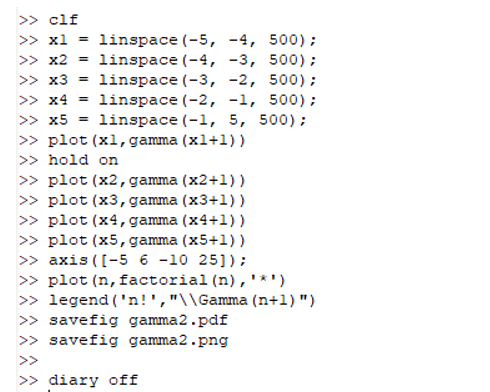 >> clf
>> x1 = linspace(-5, -4, 500);
>> x2 = linspace(-4, -3, 500);
>> x3 = linspace(-3, -2, 500);
>> x4 = linspace(-2, -1, 500);
>> x5 = linspace(-1, 5, 500);
>> plot(x1,gamma(x1+1))
>> hold on
>> plot(x2,gamma(x2+1))
>> plot(x3,gamma(x3+1))
>> plot(x4,gamma(x4+1))
>> plot(x5,gamma(x5+1))
>> axis([-5 6 -10 25]);
>> plot(n,factorial(n),'*')
>> legend('n!',"\\Gamma(n+1)")
>> savefig gamma2.pdf
>> savefig gamma2.png
>>
>> diary off